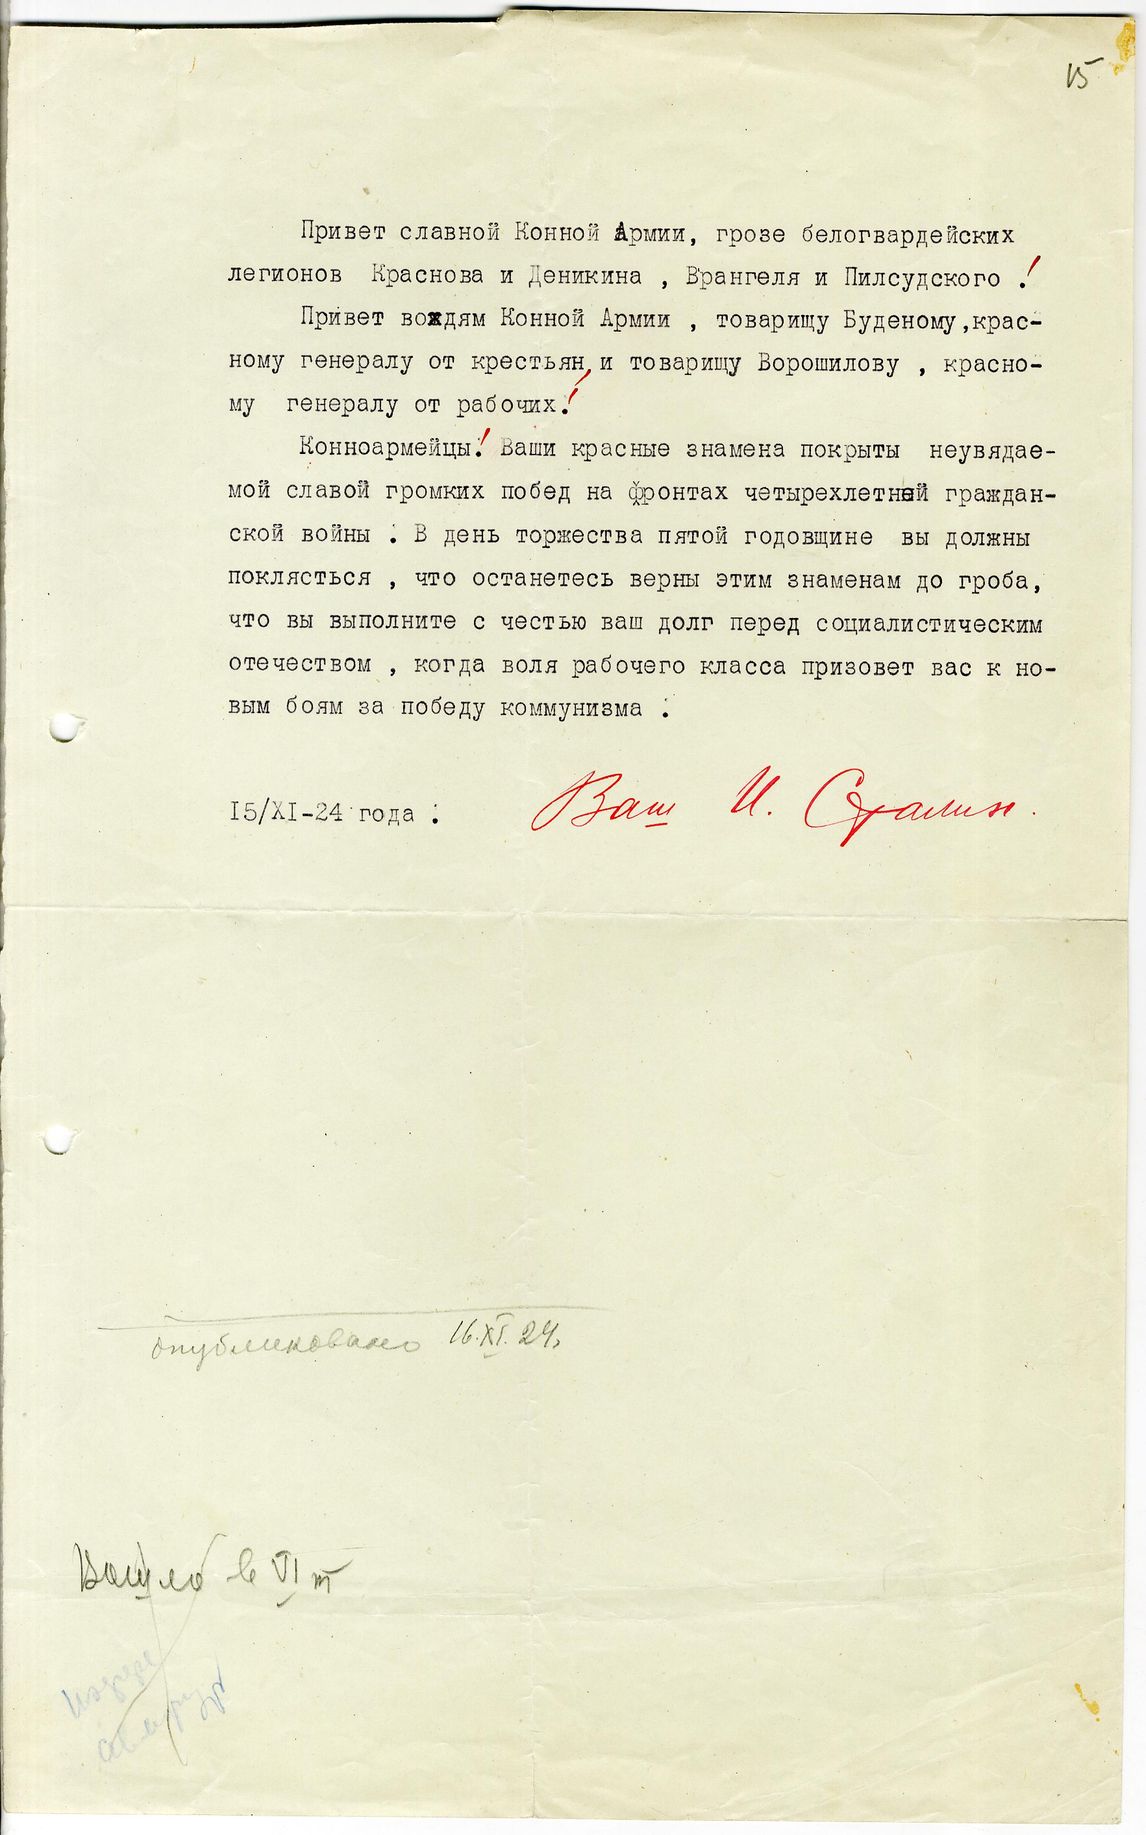 15
Привет славной Конной Армии, грозе белогвардейских
легионов Краснова и Деникина , Врангеля и Пилсудского !
Привет вождям Конной Армии , товарищу Буденому,крас-
ному генералу от крестьян, и товарищу Ворошилову , красно-
му генералу от рабочих!
Конноармейцы! Ваши красные знамена покрыты неувядае-
мой славой громких побед на фронтах четырехлетней граждан-
ской войны . В день торжества пятой годовщине вы должны
поклясться , что останетесь верны этим знаменам до гроба,
что вы выполните с честью ваш долг перед социалистическим
отечеством , когда воля рабочего класса призовет вас к но-
вым боям за победу коммунизма .
I5/XI-24 года . Ваш И. Сталин.
опубликовано 16.XI.24.
Вошло в VI т